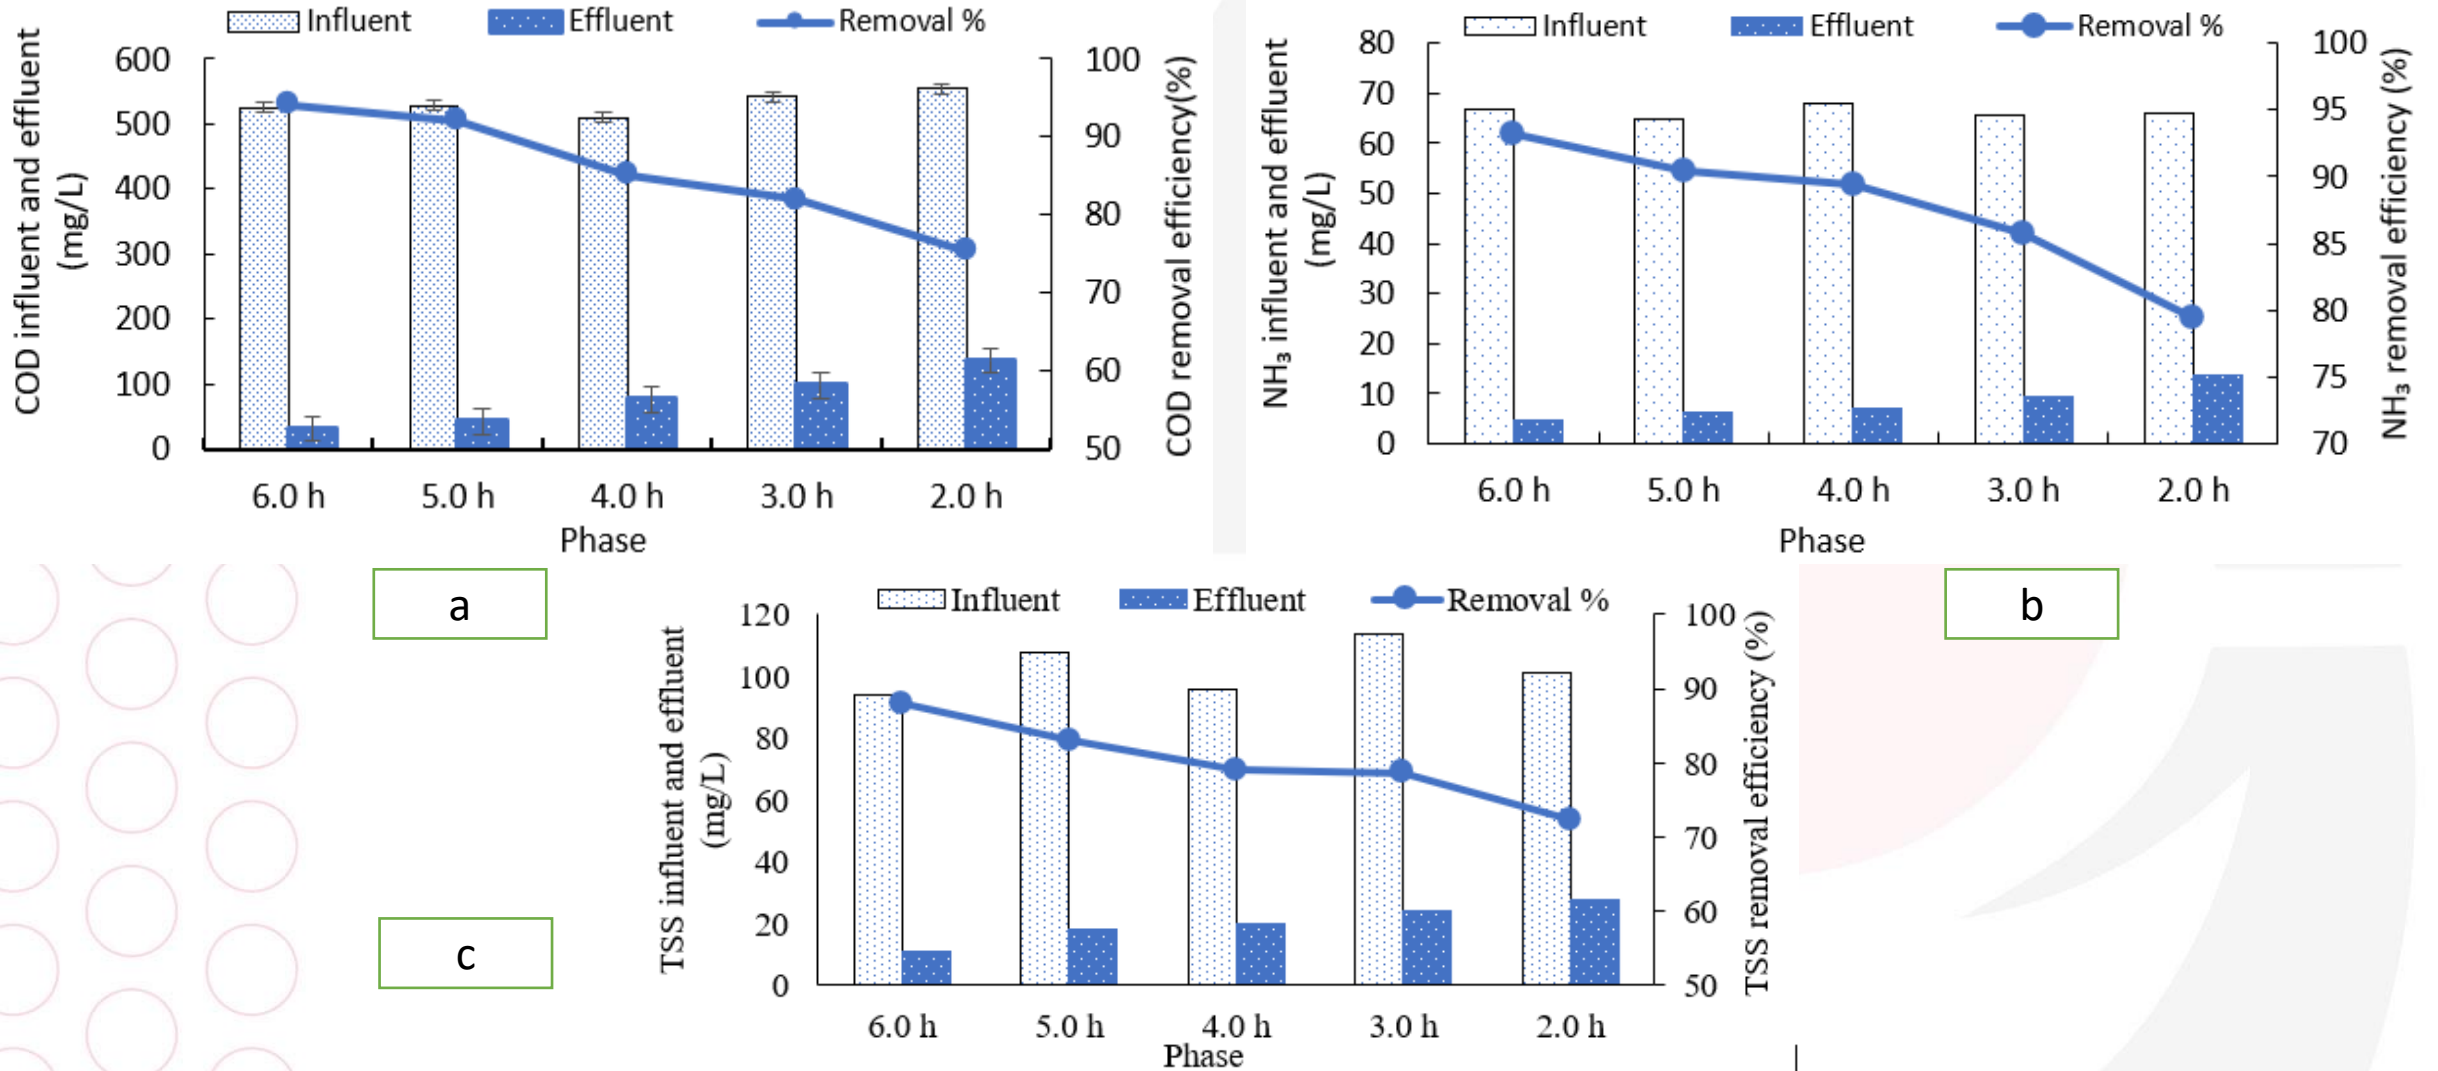 Influent Effluent Removal %
COD influent and effluent
(mg/L)
600
500
400
300
200
100
0
100
90
80
70
60
50
COD removal efficiency(%)
6.0 h 5.0 h 4.0 h 3.0 h 2.0 h
Phase
a
Influent Effluent Removal %
NH₃ influent and effluent
(mg/L)
80
70
60
50
40
30
20
10
0
100
95
90
85
80
75
70
NH₃ removal efficiency (%)
6.0 h 5.0 h 4.0 h 3.0 h 2.0 h
Phase
b
Influent Effluent Removal %
TSS influent and effluent
(mg/L)
120
100
80
60
40
20
0
100
90
80
70
60
50
TSS removal efficiency (%)
6.0 h 5.0 h 4.0 h 3.0 h 2.0 h
Phase
c